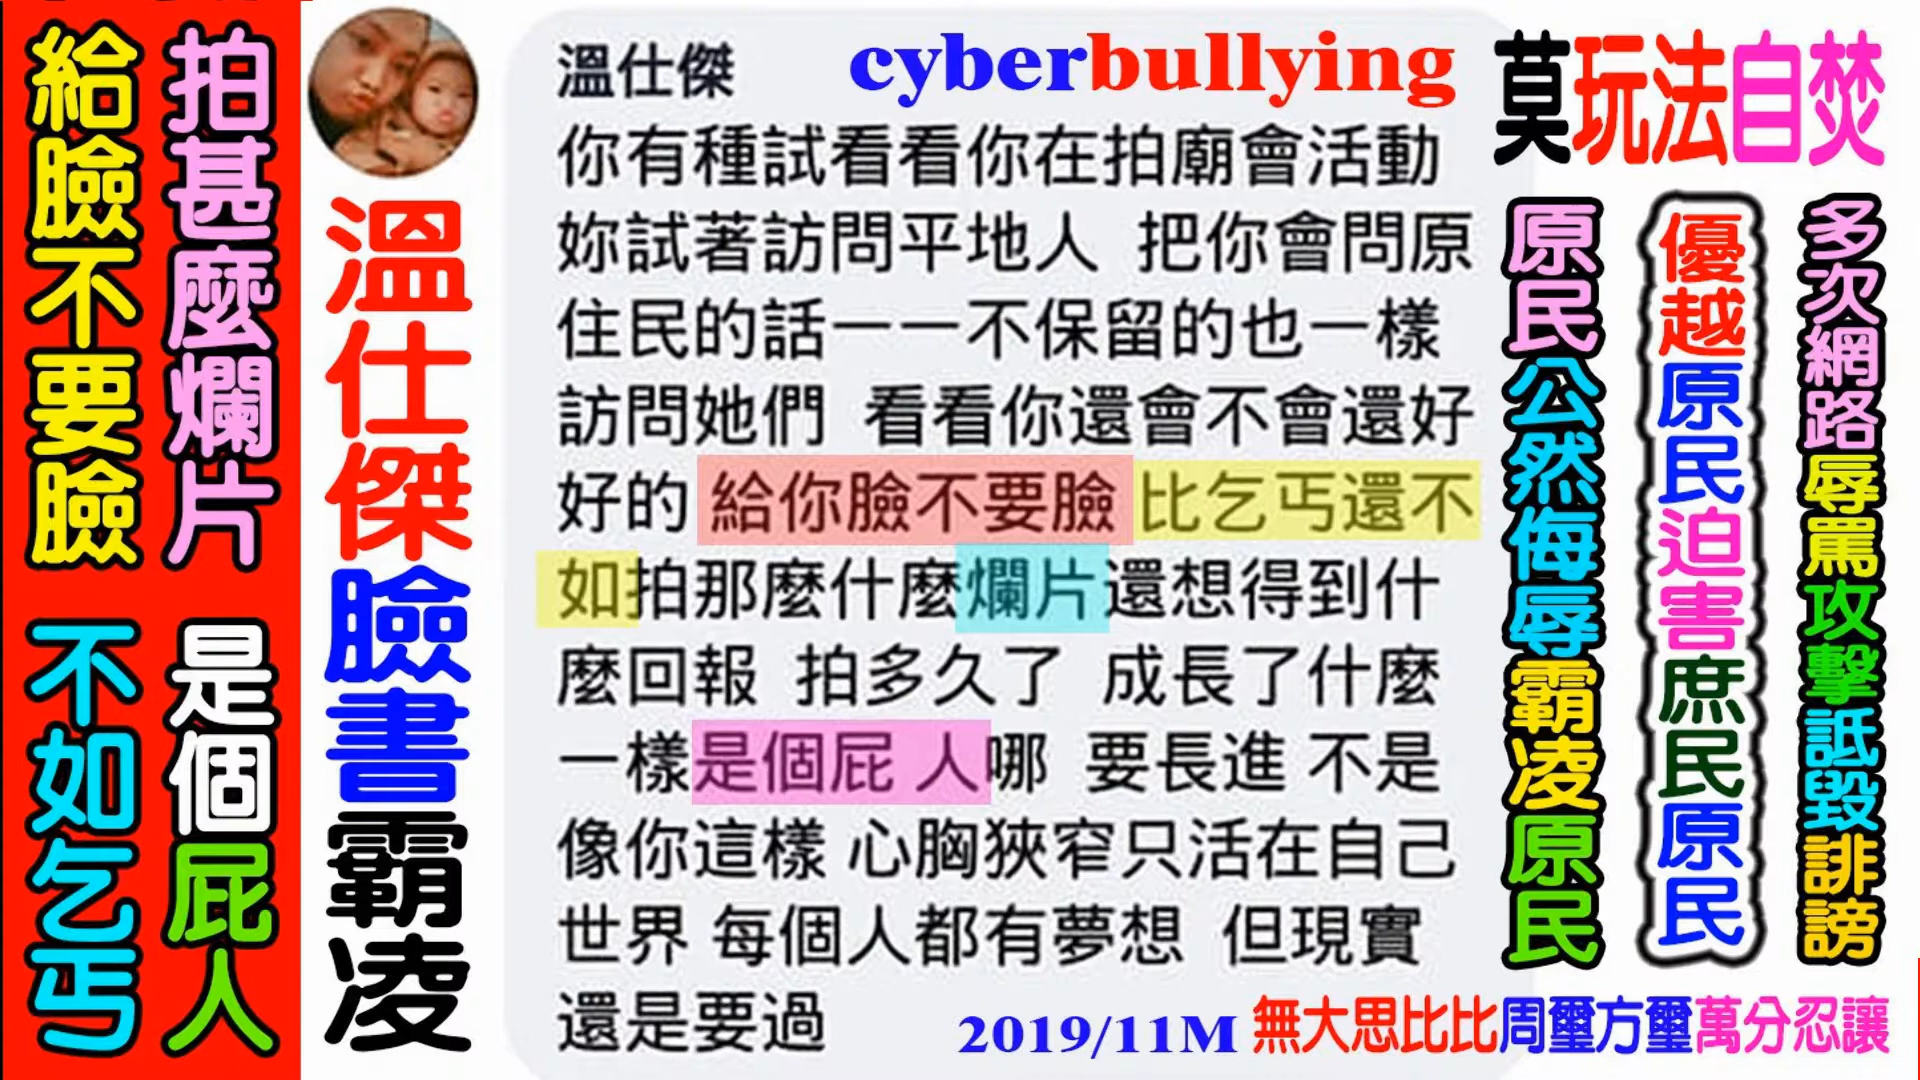 給臉不要臉 不如乞丐
拍甚麼爛片 是個屁人
溫仕傑臉書霸凌
溫仕傑
cyberbullying
你有種試看看你在拍廟會活動
妳試著訪問平地人 把你會問原
住民的話一一不保留的也一樣
訪問她們 看看你還會不會還好
好的 給你臉不要臉 比乞丐還不
如拍那麼什麼爛片還想得到什
麼回報 拍多久了 成長了什麼
一樣是個屁 人哪 要長進 不是
像你這樣 心胸狹窄只活在自己
世界 每個人都有夢想 但現實
還是要過
莫玩法自焚
原民公然侮辱霸凌原民
優越原民迫害庶民原民
多次網路辱罵攻擊詆毀誹謗
2019/11M 無大思比比周璽方璽萬分忍讓